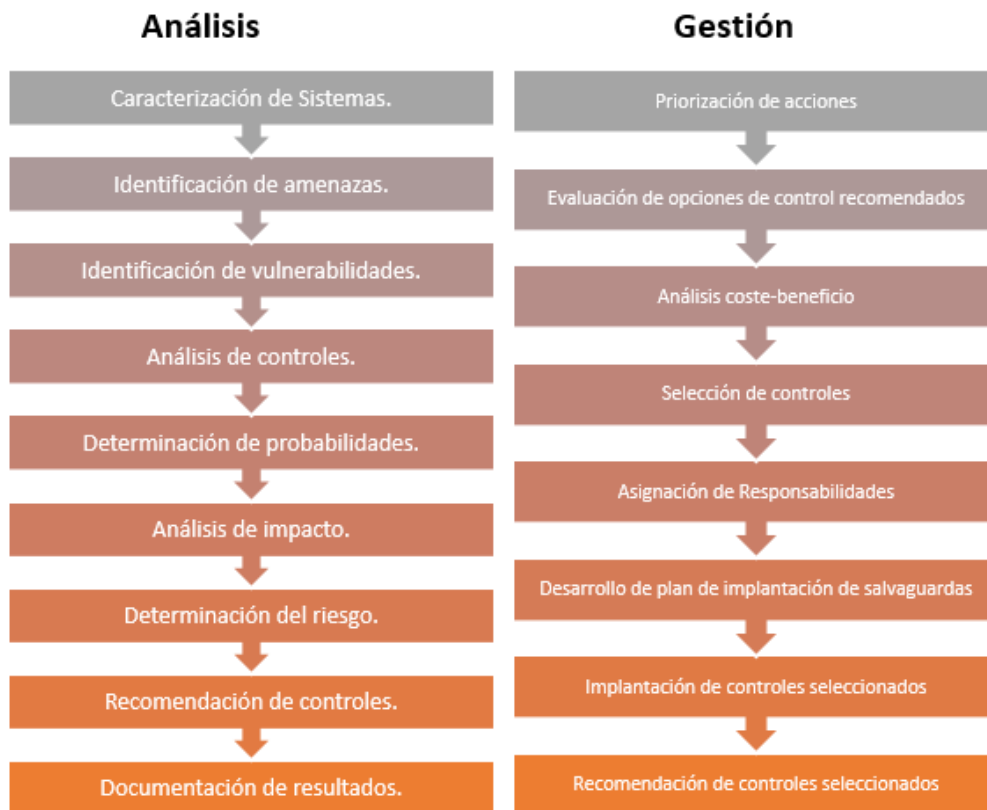 Análisis
Caracterización de Sistemas.
Identificación de amenazas.
Identificación de vulnerabilidades.
Análisis de controles.
Determinación de probabilidades.
Análisis de impacto.
Determinación del riesgo.
Recomendación de controles.
Documentación de resultados.
Gestión
Priorización de acciones
Evaluación de opciones de control recomendados
Análisis coste-beneficio
Selección de controles
Asignación de Responsabilidades
Desarrollo de plan de implantación de salvaguardas
Implantación de controles seleccionados
Recomendación de controles seleccionados